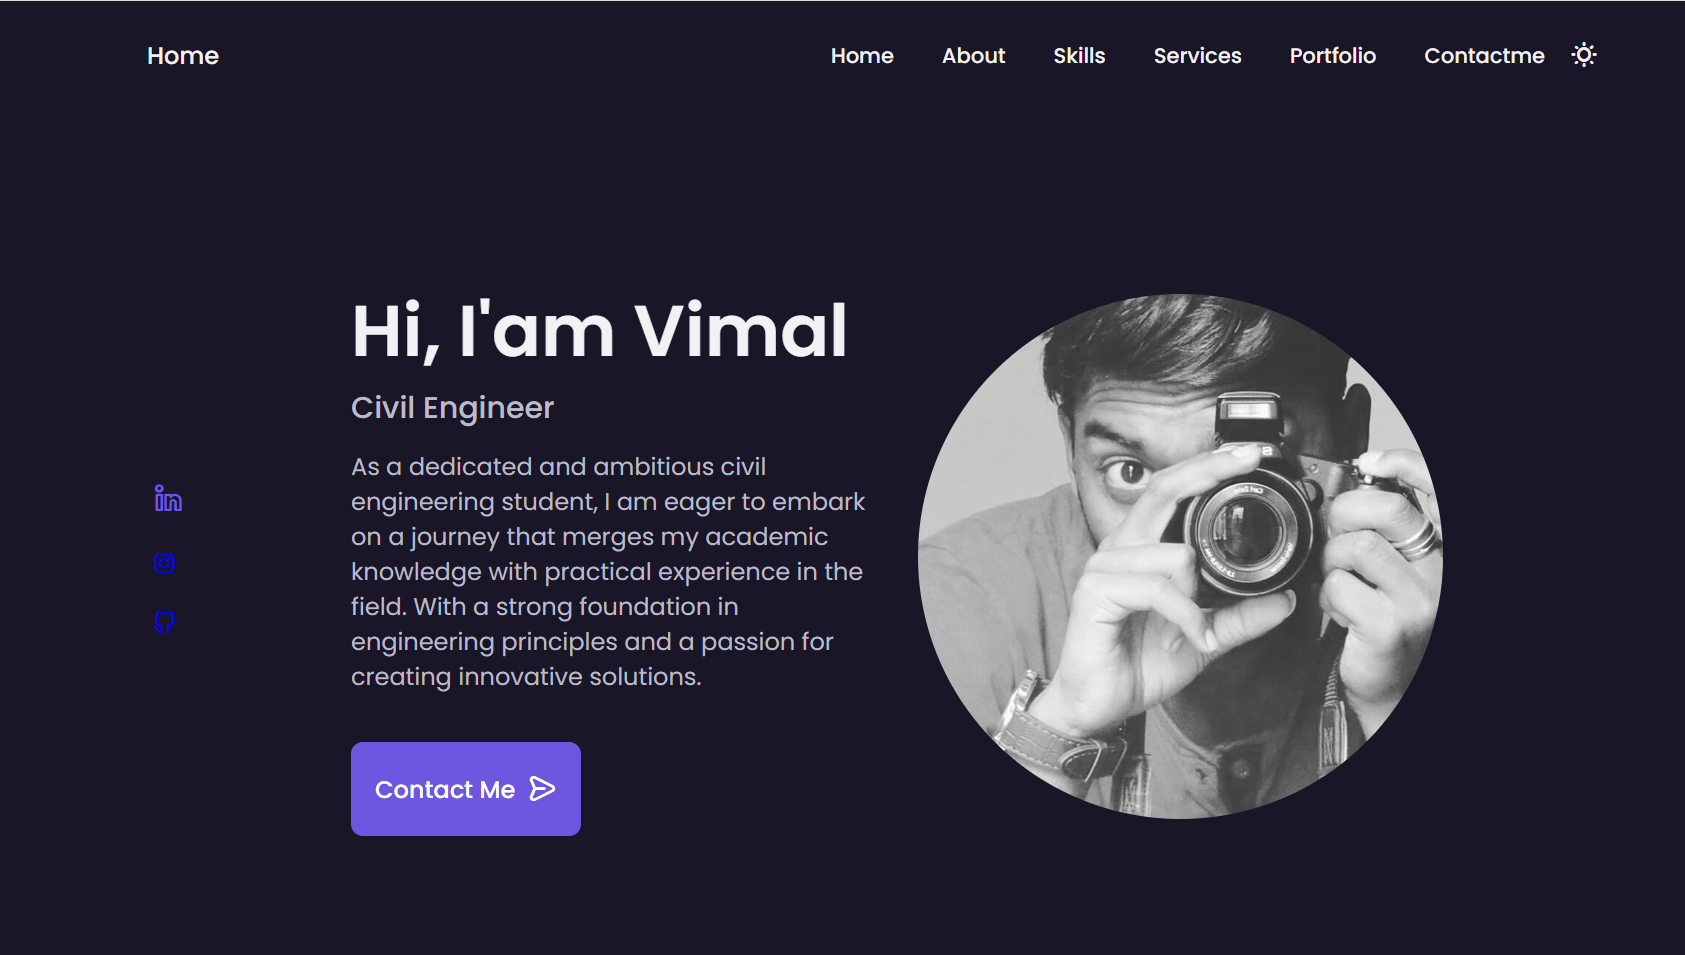 Home
Home About Skills Services Portfolio Contactme
Hi, I'am Vimal
Civil Engineer
As a dedicated and ambitious civil
engineering student, I am eager to embark
on a journey that merges my academic
knowledge with practical experience in the
field. With a strong foundation in
engineering principles and a passion for
creating innovative solutions.
Contact Me